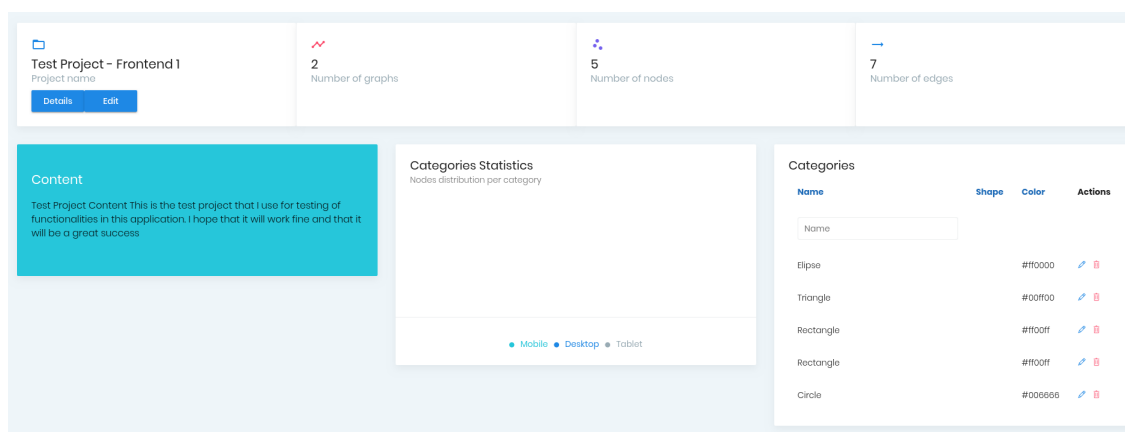 Test Project - Frontend 1
Project name
Details Edit
2
Number of graphs
5
Number of nodes
7
Number of edges
Content
Test Project Content This is the test project that I use for testing of
functionalities in this application. I hope that it will work fine and that it
will be a great success
Categories Statistics
Nodes distribution per category
Mobile Desktop Tablet
Categories
Name Shape Color Actions
Name
Elipse #ff0000
Triangle #00ff00
Rectangle #ff00ff
Rectangle #ff00ff
Circle #006666